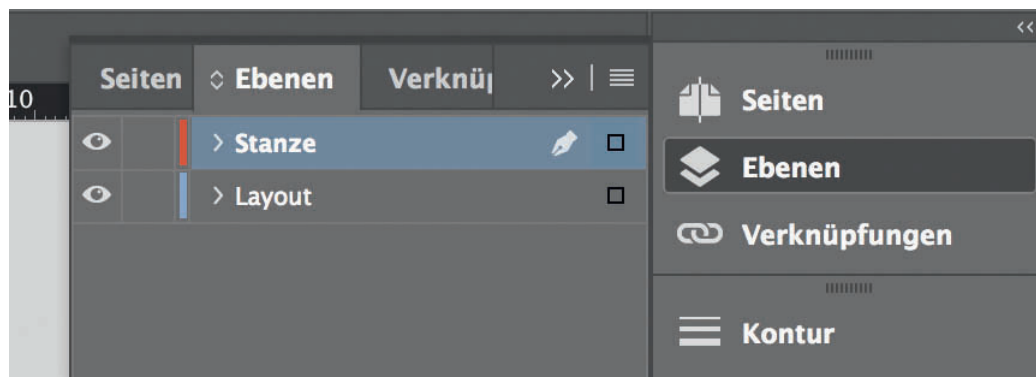 Seiten Ebenen Verknü
10
Stanze
Layout
Seiten
Ebenen
Verknüpfungen
Kontur